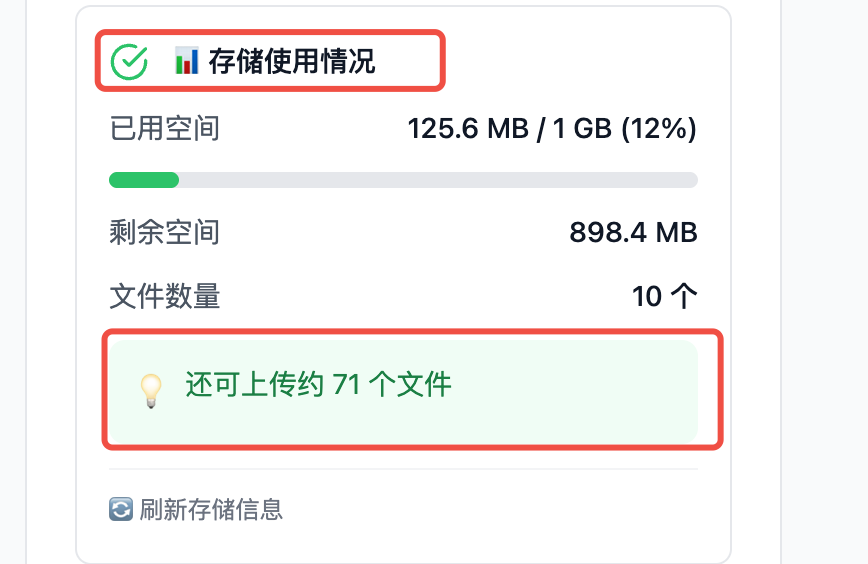 存储使用情况
已用空间 125.6 MB / 1 GB (12%)
剩余空间 898.4 MB
文件数量 10 个
还可上传约 71 个文件
刷新存储信息